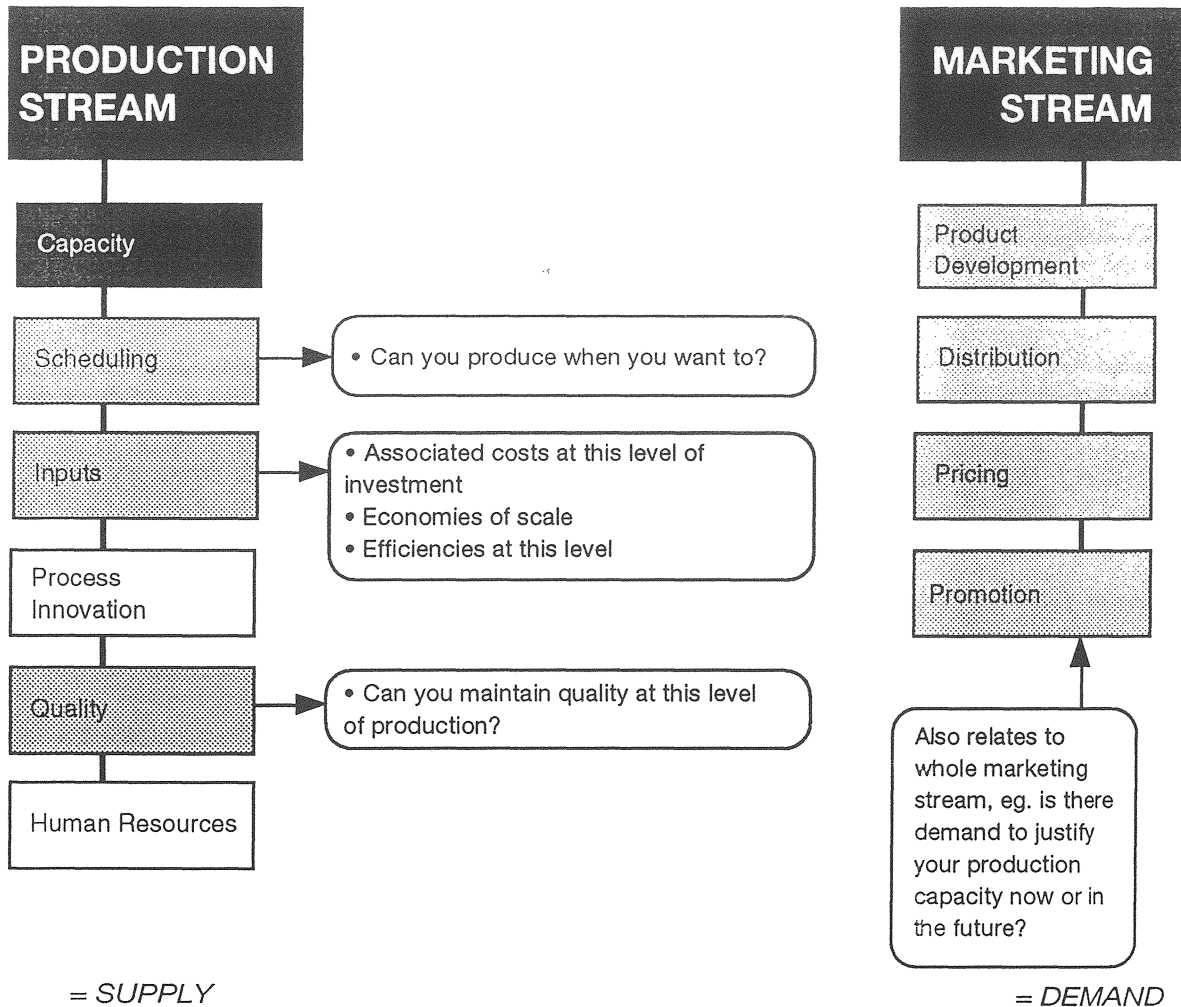 PRODUCTION
STREAM
Capacity
Scheduling
• Can you produce when you want to?
Inputs
• Associated costs at this level of
investment
• Economies of scale
• Efficiencies at this level
Process
Innovation
Quality
• Can you maintain quality at this level
of production?
Human Resources
= SUPPLY
MARKETING
STREAM
Product
Development
Distribution
Pricing
Promotion
Also relates to
whole marketing
stream, eg. is there
demand to justify
your production
capacity now or in
the future?
= DEMAND